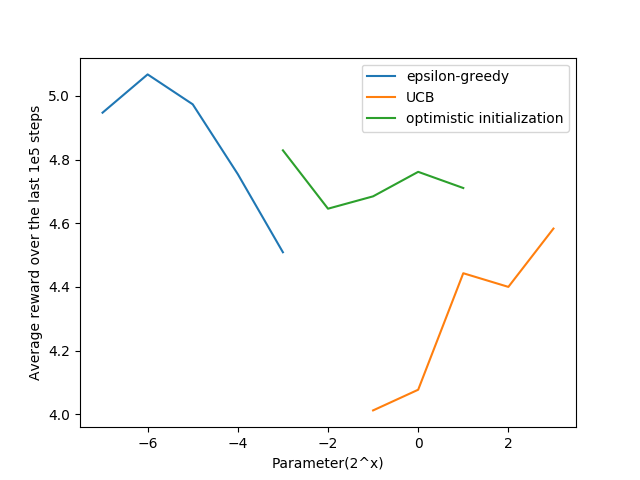 epsilon-greedy
UCB
optimistic initialization
Average reward over the last 1e5 steps
5.0
4.8
4.6
4.4
4.2
4.0
−6 −4 −2 0 2
Parameter(2^x)